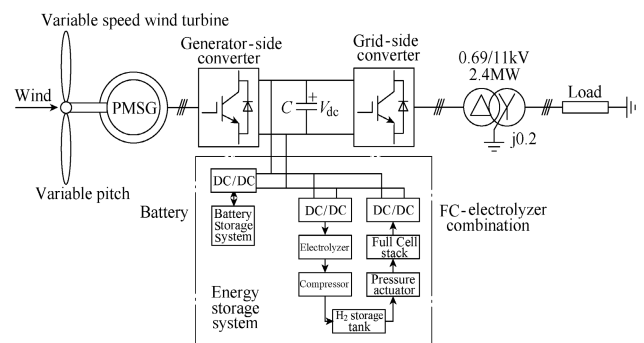 Variable speed wind turbine
Generator-side
converter
Grid-side
converter
0.69/11kV
2.4MW
Wind
PMSG
C
+
Vdc
Load
j0.2
Variable pitch
Battery
DC/DC
Battery
Storage
System
DC/DC
DC/DC
FC-electrolyzer
combination
Electrolyzer
Full Cell
stack
Compressor
Pressure
actuator
Energy
storage
system
H2 storage
tank